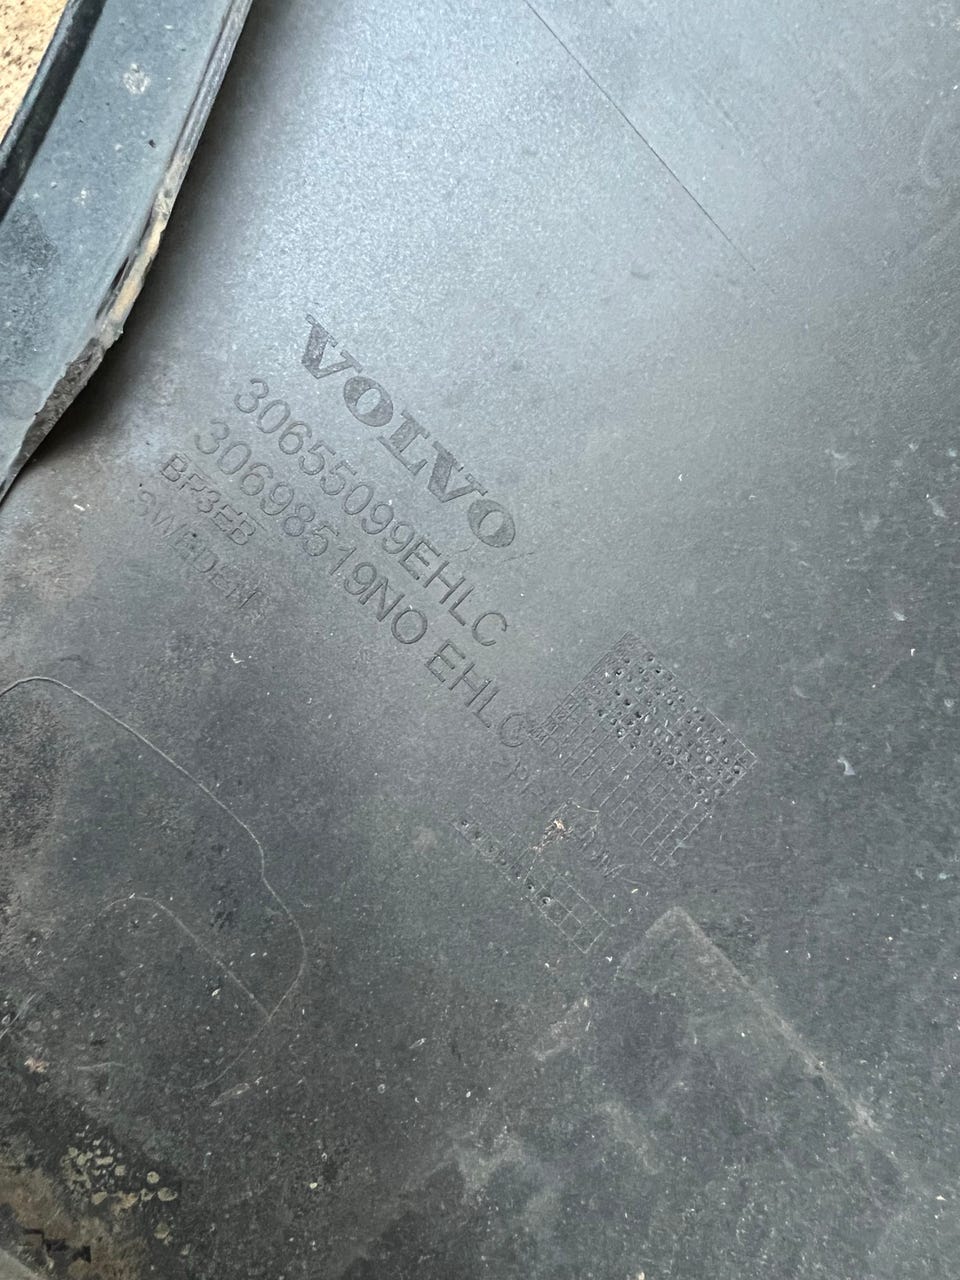 VOLVO
30655099EHLC
30698519NO EHLC
BP3EB
SWEDEN